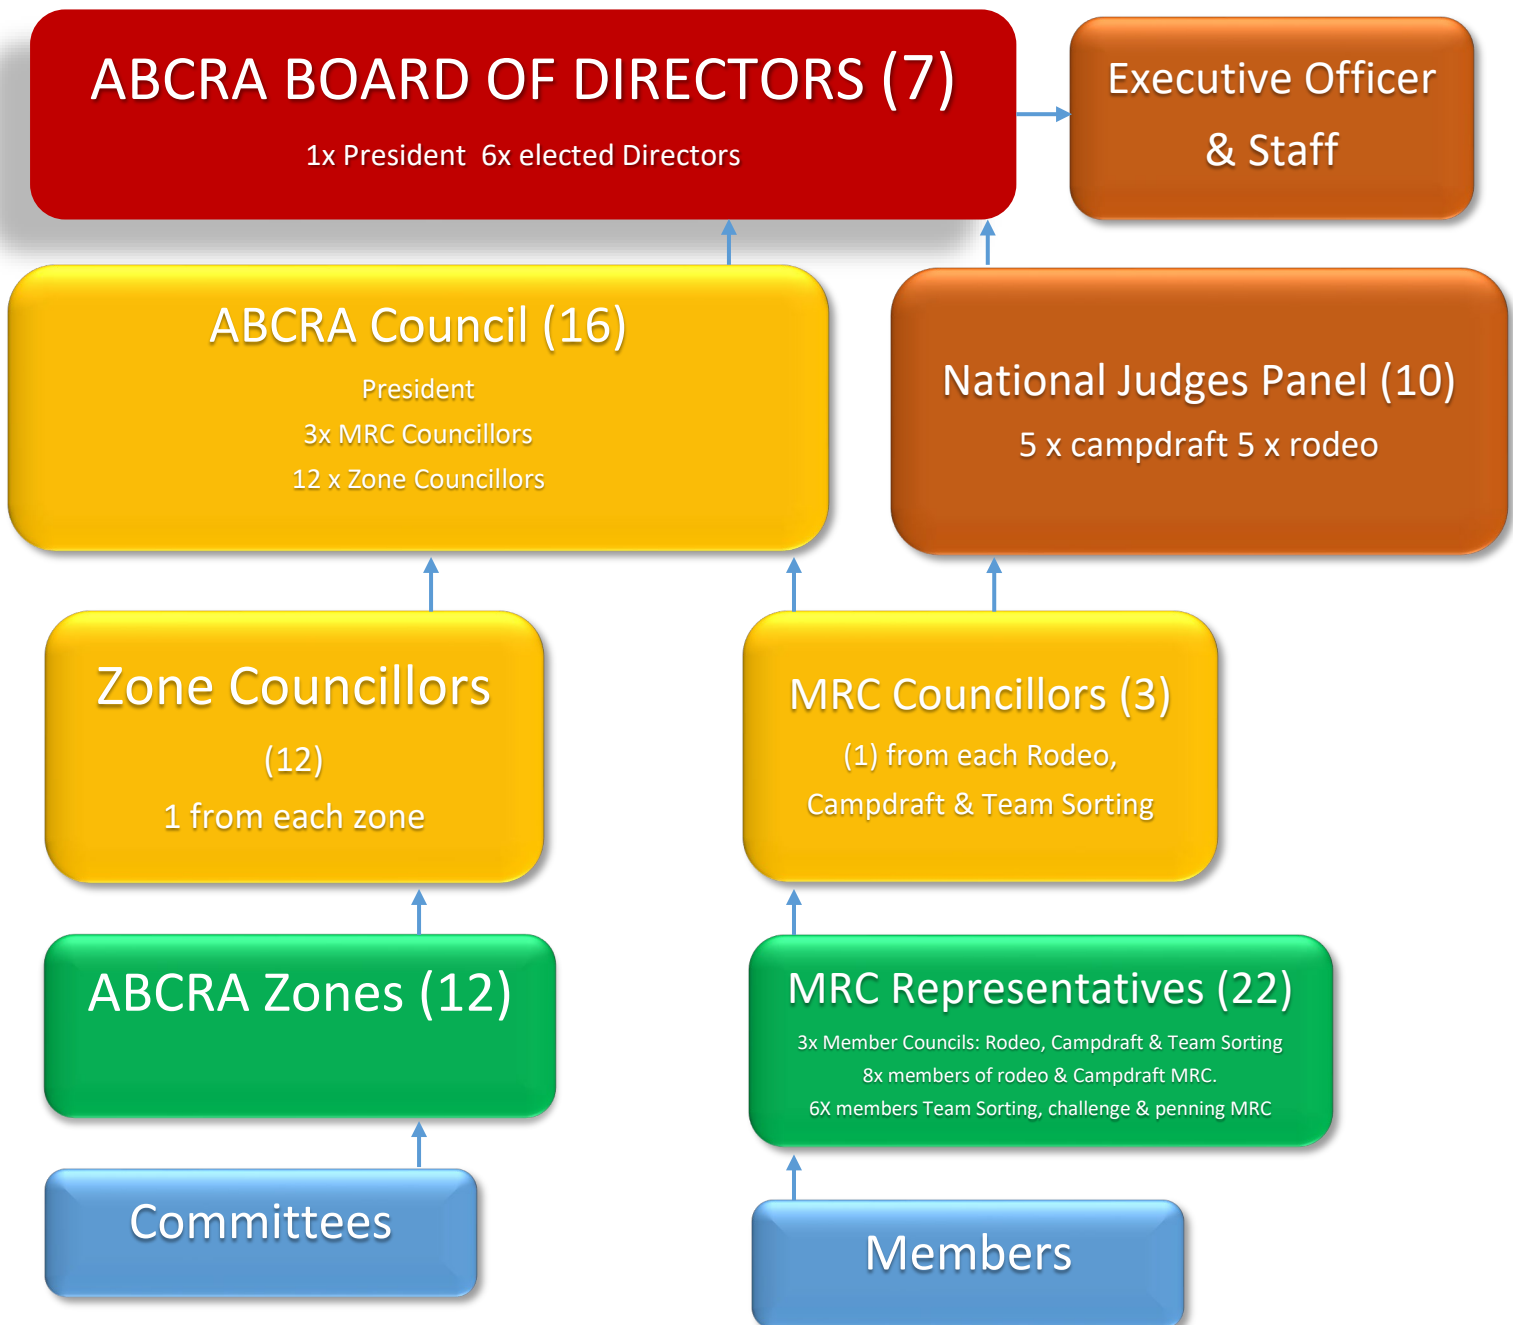 ABCRA BOARD OF DIRECTORS (7)
1x President  6x elected Directors
Executive Officer
& Staff
ABCRA Council (16)
President
3x MRC Councillors
12 x Zone Councillors
National Judges Panel (10)
5 x campdraft 5 x rodeo
Zone Councillors
(12)
1 from each zone
MRC Councillors (3)
(1) from each Rodeo,
Campdraft & Team Sorting
ABCRA Zones (12)
MRC Representatives (22)
3x Member Councils: Rodeo, Campdraft & Team Sorting
8x members of rodeo & Campdraft MRC.
6X members Team Sorting, challenge & penning MRC
Committees
Members